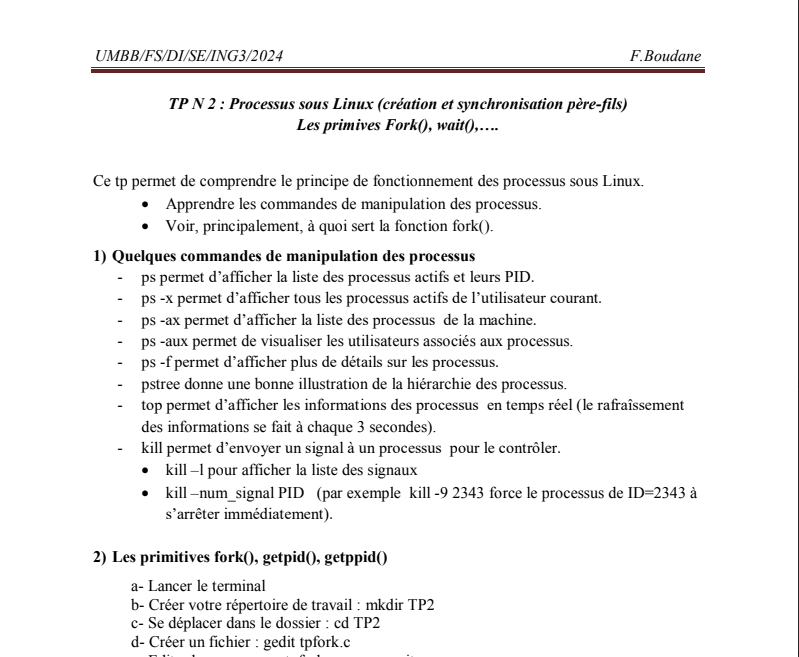 UMBB/FS/DI/SE/ING3/2024 F.Boudane
TP N 2 : Processus sous Linux (création et synchronisation père-fils)
Les primives Fork(), wait(),….
Ce tp permet de comprendre le principe de fonctionnement des processus sous Linux.
• Apprendre les commandes de manipulation des processus.
• Voir, principalement, à quoi sert la fonction fork().
1) Quelques commandes de manipulation des processus
- ps permet d’afficher la liste des processus actifs et leurs PID.
- ps -x permet d’afficher tous les processus actifs de l’utilisateur courant.
- ps -ax permet d’afficher la liste des processus de la machine.
- ps -aux permet de visualiser les utilisateurs associés aux processus.
- ps -f permet d’afficher plus de détails sur les processus.
- pstree donne une bonne illustration de la hiérarchie des processus.
- top permet d’afficher les informations des processus en temps réel (le rafraîssement
des informations se fait à chaque 3 secondes).
- kill permet d’envoyer un signal à un processus pour le contrôler.
• kill –l pour afficher la liste des signaux
• kill –num_signal PID (par exemple kill -9 2343 force le processus de ID=2343 à
s’arrêter immédiatement).
2) Les primitives fork(), getpid(), getppid()
a- Lancer le terminal
b- Créer votre répertoire de travail : mkdir TP2
c- Se déplacer dans le dossier : cd TP2
d- Créer un fichier : gedit tpfork.c